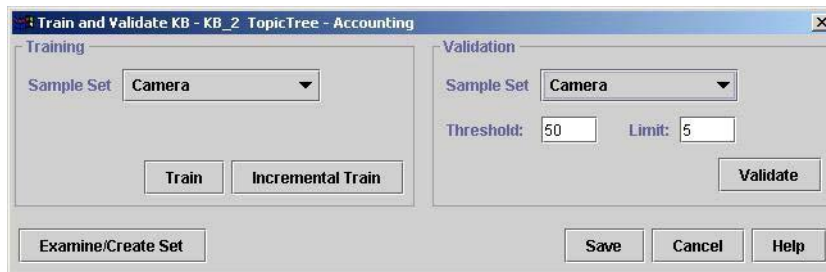 Train and Validate KB - KB_2 TopicTree - Accounting
Training
Sample Set Camera
Train Incremental Train
Validation
Sample Set Camera
Threshold: 50 Limit: 5
Validate
Examine/Create Set Save Cancel Help